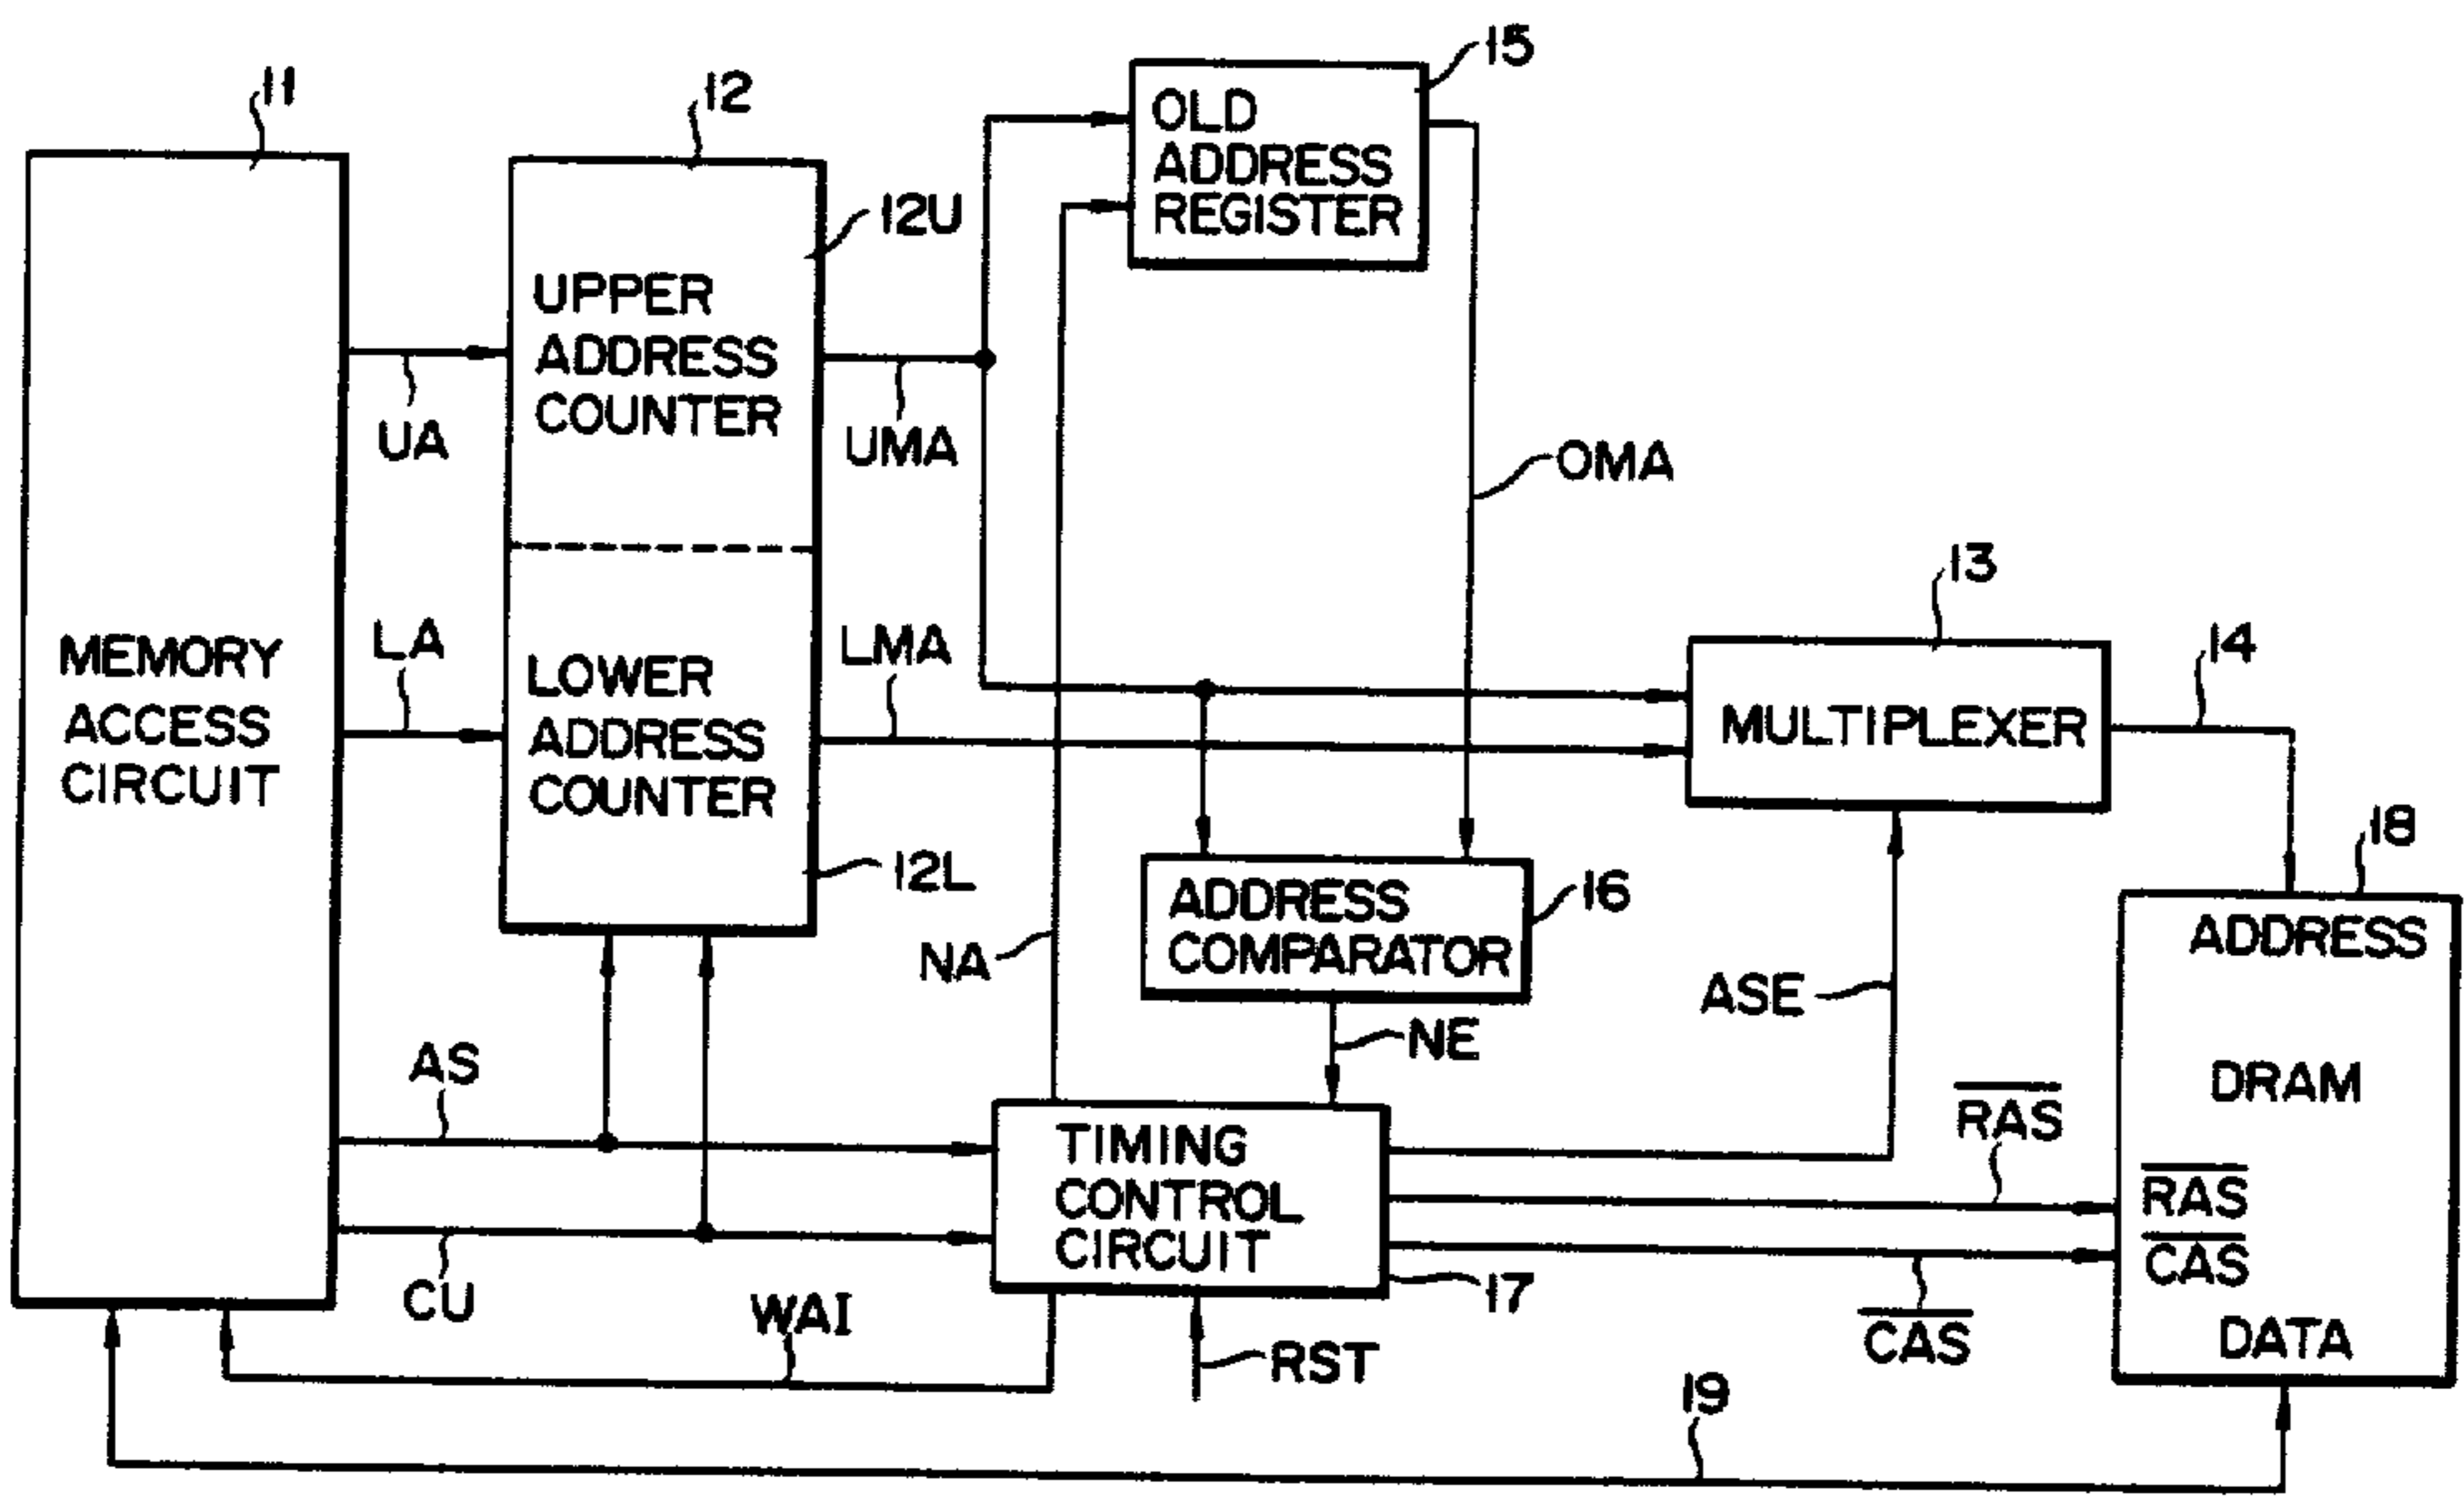 11
12
15
OLD
ADDRESS
REGISTER
12U
UPPER
ADDRESS
COUNTER
UA
UMA
OMA
13
14
LA
LMA
MEMORY
ACCESS
CIRCUIT
LOWER
ADDRESS
COUNTER
MULTIPLEXER
12L
18
ADDRESS
COMPARATOR
16
NA
ASE
ADDRESS
DRAM
RAS
CAS
DATA
NE
AS
RAS
TIMING
CONTROL
CIRCUIT
17
CU
WAI
RST
CAS
19